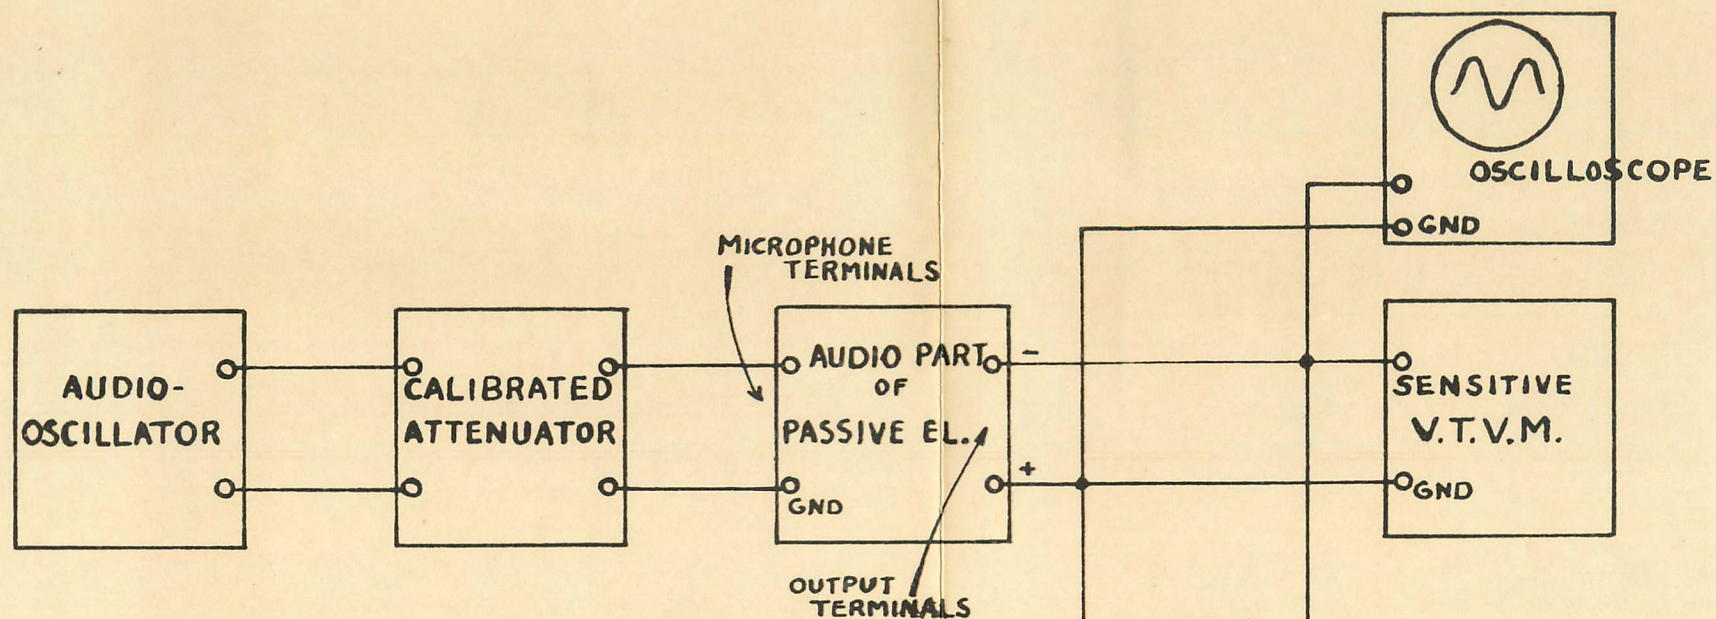 OSCILLOSCOPE
GND
MICROPHONE
TERMINALS
AUDIO-
OSCILLATOR
CALIBRATED
ATTENUATOR
AUDIO PART
OF
PASSIVE EL.
GND
-
+
SENSITIVE
V.T.V.M.
GND
OUTPUT
TERMINALS